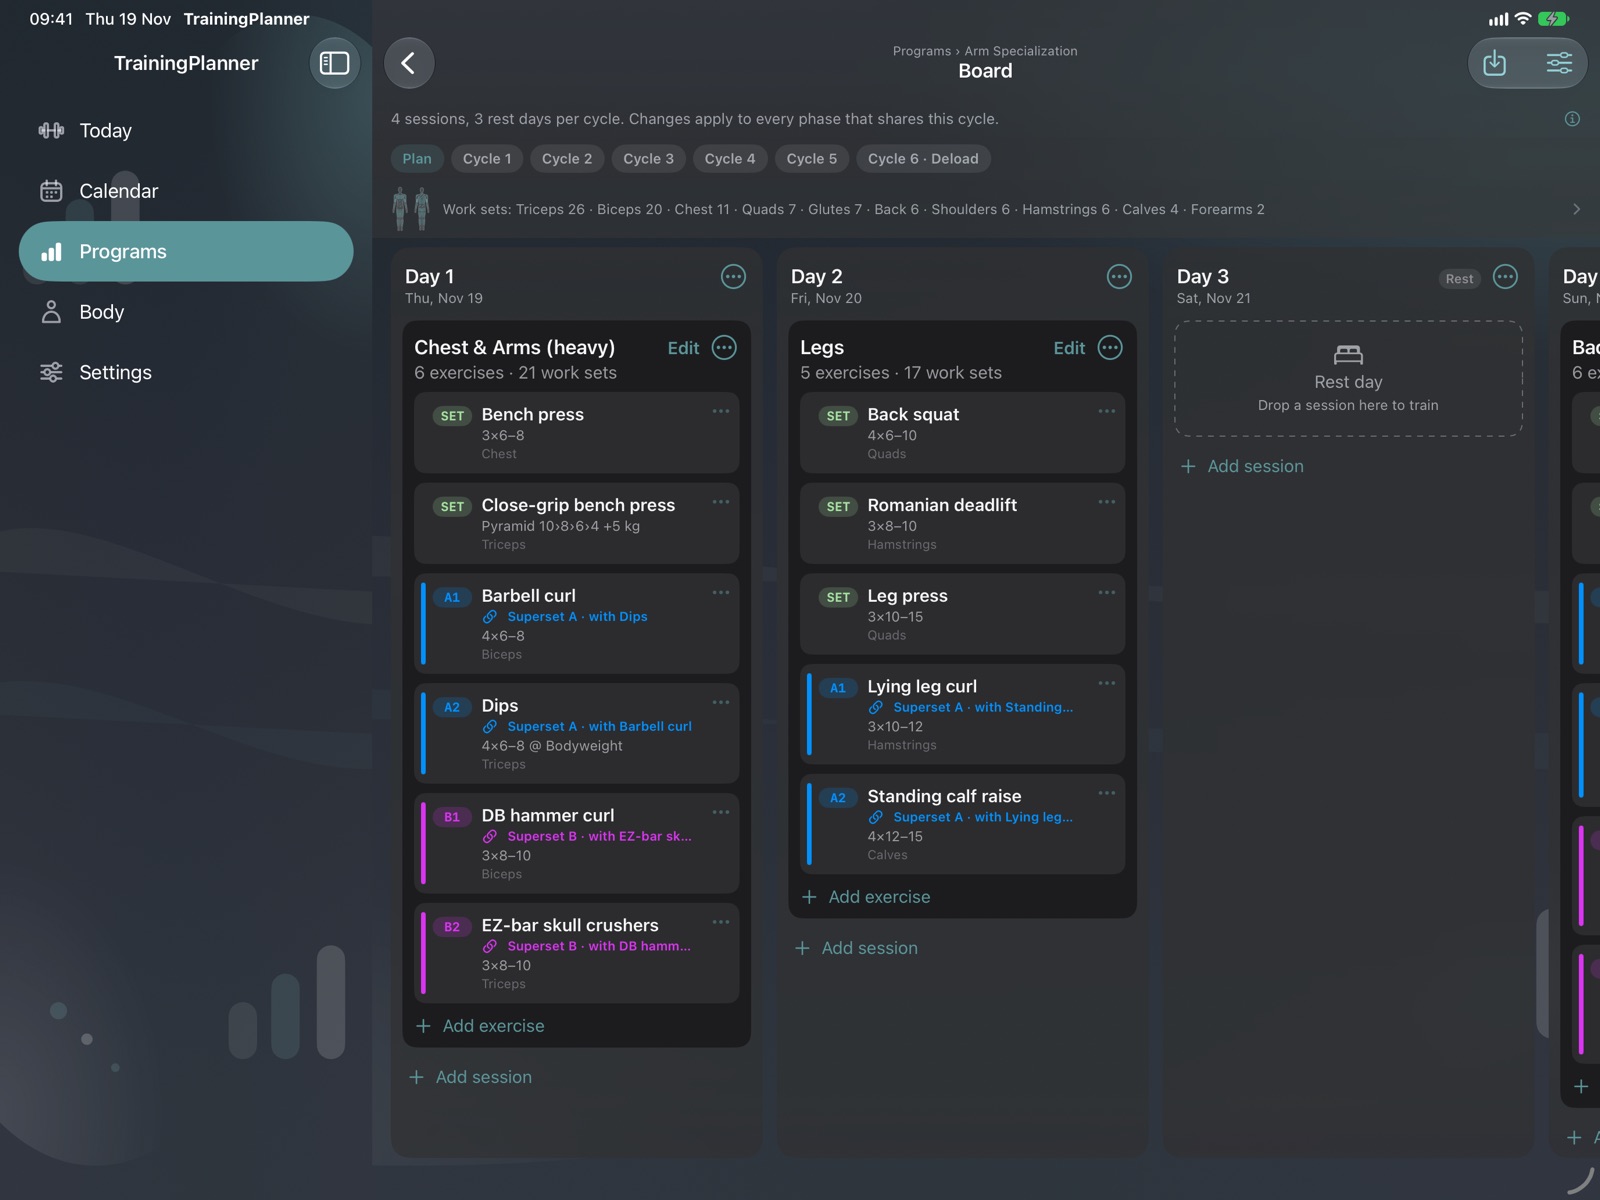 09:41 Thu 19 Nov TrainingPlanner
TrainingPlanner
Today
Calendar
Programs
Body
Settings
Programs › Arm Specialization
Board
4 sessions, 3 rest days per cycle. Changes apply to every phase that shares this cycle.
Plan
Cycle 1
Cycle 2
Cycle 3
Cycle 4
Cycle 5
Cycle 6 · Deload
Work sets: Triceps 26 · Biceps 20 · Chest 11 · Quads 7 · Glutes 7 · Back 6 · Shoulders 6 · Hamstrings 6 · Calves 4 · Forearms 2
Day 1
Thu, Nov 19
Chest & Arms (heavy)
Edit
6 exercises · 21 work sets
SET Bench press
3×6–8
Chest
SET Close-grip bench press
Pyramid 10›8›6›4 +5 kg
Triceps
A1 Barbell curl
Superset A · with Dips
4×6–8
Biceps
A2 Dips
Superset A · with Barbell curl
4×6–8 @ Bodyweight
Triceps
B1 DB hammer curl
Superset B · with EZ-bar sk...
3×8–10
Biceps
B2 EZ-bar skull crushers
Superset B · with DB hamm...
3×8–10
Triceps
+ Add exercise
+ Add session
Day 2
Fri, Nov 20
Legs
Edit
5 exercises · 17 work sets
SET Back squat
4×6–10
Quads
SET Romanian deadlift
3×8–10
Hamstrings
SET Leg press
3×10–15
Quads
A1 Lying leg curl
Superset A · with Standing...
3×10–12
Hamstrings
A2 Standing calf raise
Superset A · with Lying leg...
4×12–15
Calves
+ Add exercise
+ Add session
Day 3
Rest
Sat, Nov 21
Rest day
Drop a session here to train
+ Add session
Day
Sun,
6